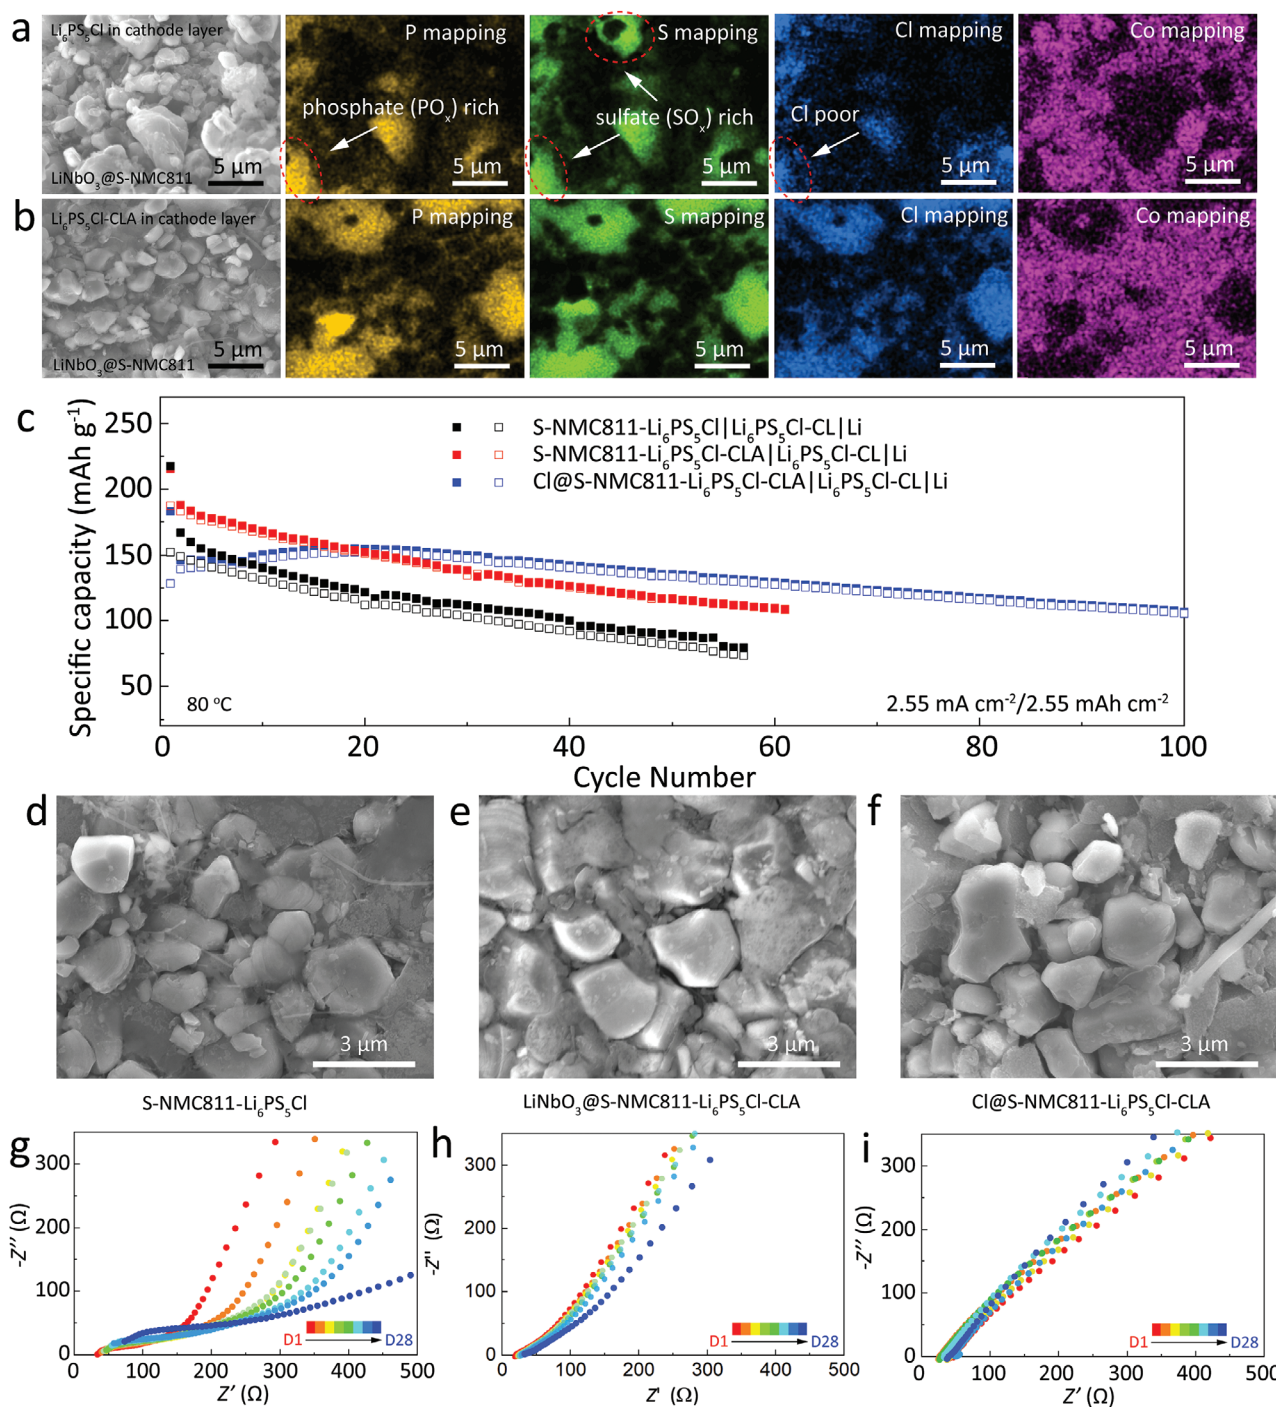 a
Li6PS5Cl in cathode layer
LiNbO3@S-NMC811
5 μm
P mapping
phosphate (POx) rich
5 μm
S mapping
sulfate (SOx) rich
5 μm
Cl mapping
Cl poor
5 μm
Co mapping
5 μm
b
Li6PS5Cl-CLA in cathode layer
LiNbO3@S-NMC811
5 μm
P mapping
5 μm
S mapping
5 μm
Cl mapping
5 μm
Co mapping
5 μm
c
Specific capacity (mAh g-1)
250
200
150
100
50
S-NMC811-Li6PS5Cl|Li6PS5Cl-CL|Li
S-NMC811-Li6PS5Cl-CLA|Li6PS5Cl-CL|Li
Cl@S-NMC811-Li6PS5Cl-CLA|Li6PS5Cl-CL|Li
80 °C
2.55 mA cm-2/2.55 mAh cm-2
0 20 40 60 80 100
Cycle Number
d
3 μm
S-NMC811-Li6PS5Cl
e
3 μm
LiNbO3@S-NMC811-Li6PS5Cl-CLA
f
3 μm
Cl@S-NMC811-Li6PS5Cl-CLA
g
-Z″ (Ω)
300
200
100
0
D1 D28
0 100 200 300 400 500
Z′ (Ω)
h
-Z" (Ω)
300
200
100
0
D1 D28
0 100 200 300 400 500
Z' (Ω)
i
-Z″ (Ω)
300
200
100
0
D1 D28
0 100 200 300 400 500
Z′ (Ω)